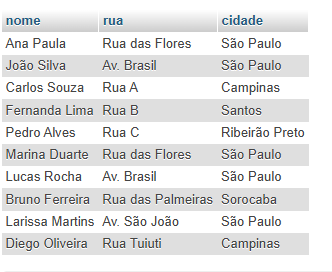 nome rua cidade
Ana Paula Rua das Flores São Paulo
João Silva Av. Brasil São Paulo
Carlos Souza Rua A Campinas
Fernanda Lima Rua B Santos
Pedro Alves Rua C Ribeirão Preto
Marina Duarte Rua das Flores São Paulo
Lucas Rocha Av. Brasil São Paulo
Bruno Ferreira Rua das Palmeiras Sorocaba
Larissa Martins Av. São João São Paulo
Diego Oliveira Rua Tuiuti Campinas